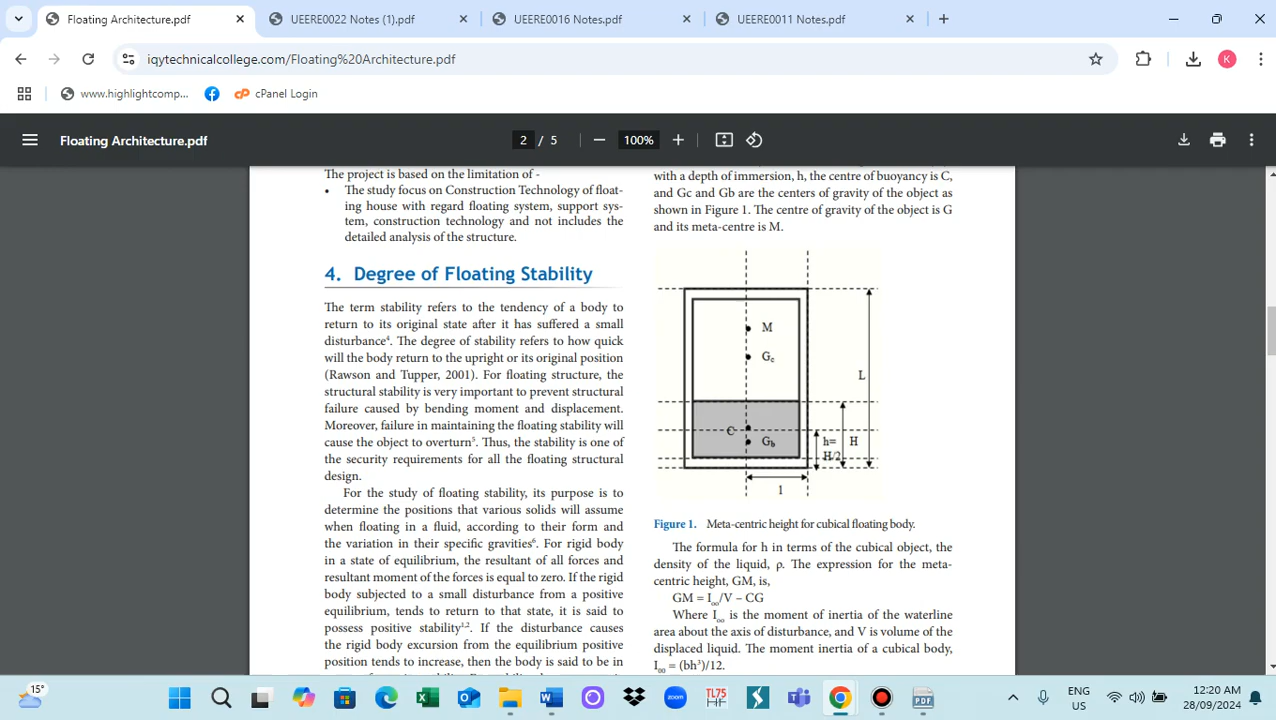 Floating Architecture.pdf
UEERE0022 Notes (1).pdf
UEERE0016 Notes.pdf
UEERE0011 Notes.pdf
iqytechnicalcollege.com/Floating%20Architecture.pdf
K
www.highlightcomp...
cPanel Login
Floating Architecture.pdf
2 / 5
100%
The project is based on the limitation of -
• The study focus on Construction Technology of float-
ing house with regard floating system, support sys-
tem, construction technology and not includes the
detailed analysis of the structure.
4. Degree of Floating Stability
The term stability refers to the tendency of a body to
return to its original state after it has suffered a small
disturbance⁴. The degree of stability refers to how quick
will the body return to the upright or its original position
(Rawson and Tupper, 2001). For floating structure, the
structural stability is very important to prevent structural
failure caused by bending moment and displacement.
Moreover, failure in maintaining the floating stability will
cause the object to overturn⁵. Thus, the stability is one of
the security requirements for all the floating structural
design.
For the study of floating stability, its purpose is to
determine the positions that various solids will assume
when floating in a fluid, according to their form and
the variation in their specific gravities⁶. For rigid body
in a state of equilibrium, the resultant of all forces and
resultant moment of the forces is equal to zero. If the rigid
body subjected to a small disturbance from a positive
equilibrium, tends to return to that state, it is said to
possess positive stability¹,². If the disturbance causes
the rigid body excursion from the equilibrium positive
position tends to increase, then the body is said to be in
with a depth of immersion, h, the centre of buoyancy is C,
and Gc and Gb are the centers of gravity of the object as
shown in Figure 1. The centre of gravity of the object is G
and its meta-centre is M.
M
Gc
L
C
Gb
h=
H/2
H
l
Figure 1. Meta-centric height for cubical floating body.
The formula for h in terms of the cubical object, the
density of the liquid, ρ. The expression for the meta-
centric height, GM, is,
GM = I₀₀/V – CG
Where I₀₀ is the moment of inertia of the waterline
area about the axis of disturbance, and V is volume of the
displaced liquid. The moment inertia of a cubical body,
I₀₀ = (bh³)/12.
15°
zoom
TL75
ENG
US
12:20 AM
28/09/2024